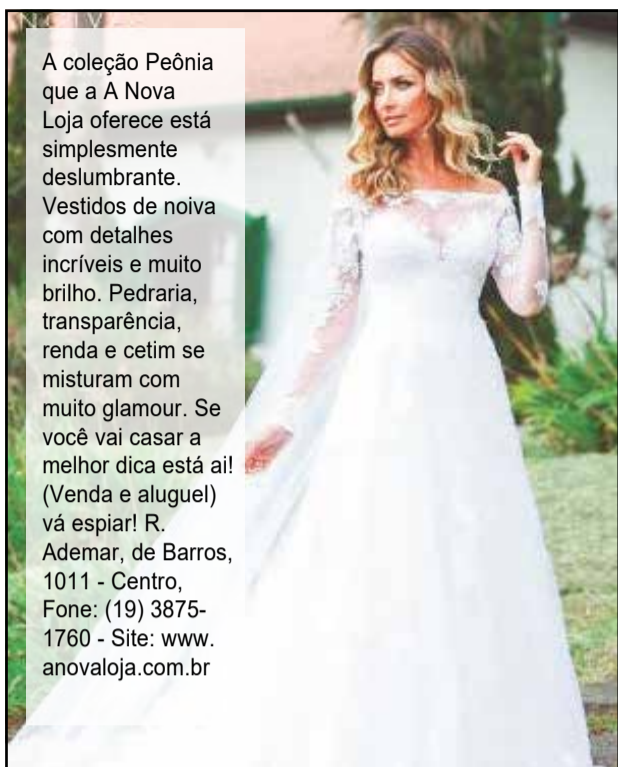 A coleção Peônia
que a A Nova
Loja oferece está
simplesmente
deslumbrante.
Vestidos de noiva
com detalhes
incríveis e muito
brilho. Pedraria,
transparência,
renda e cetim se
misturam com
muito glamour. Se
você vai casar a
melhor dica está ai!
(Venda e aluguel)
vá espiar! R.
Ademar, de Barros,
1011 - Centro,
Fone: (19) 3875-
1760 - Site: www.
anovaloja.com.br